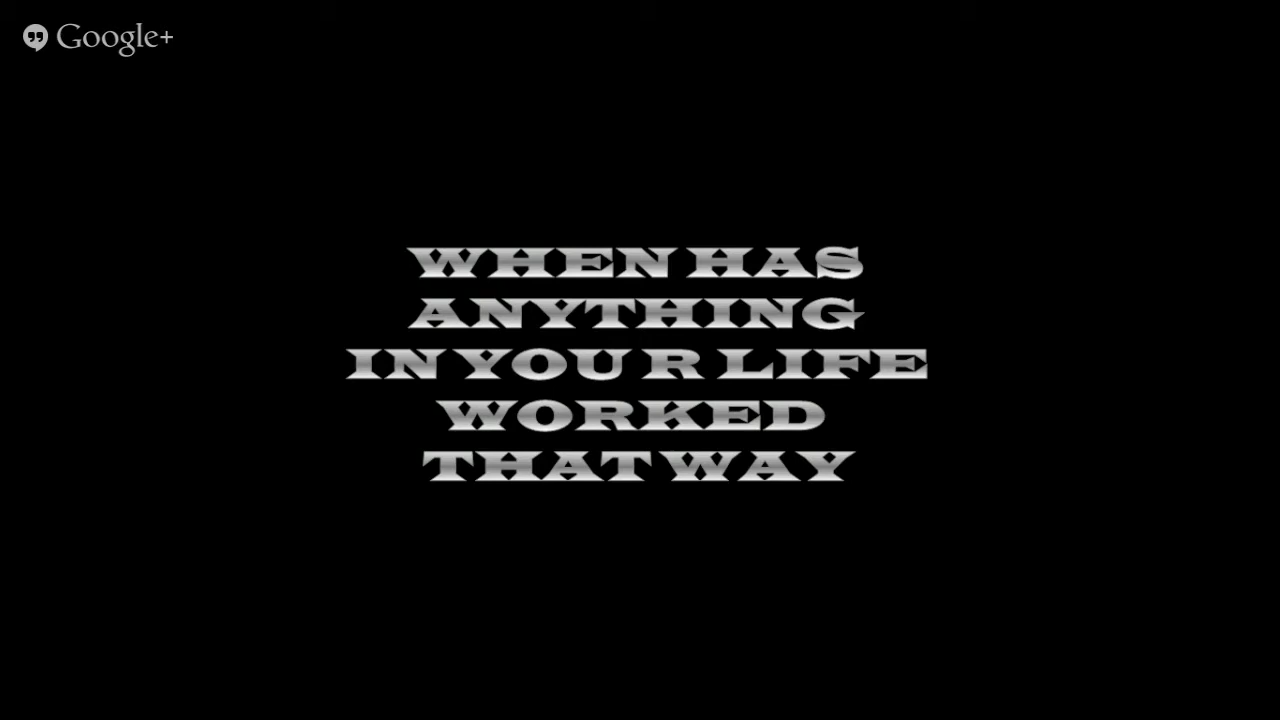 Google+
WHEN HAS
ANYTHING
IN YOUR LIFE
WORKED
THAT WAY